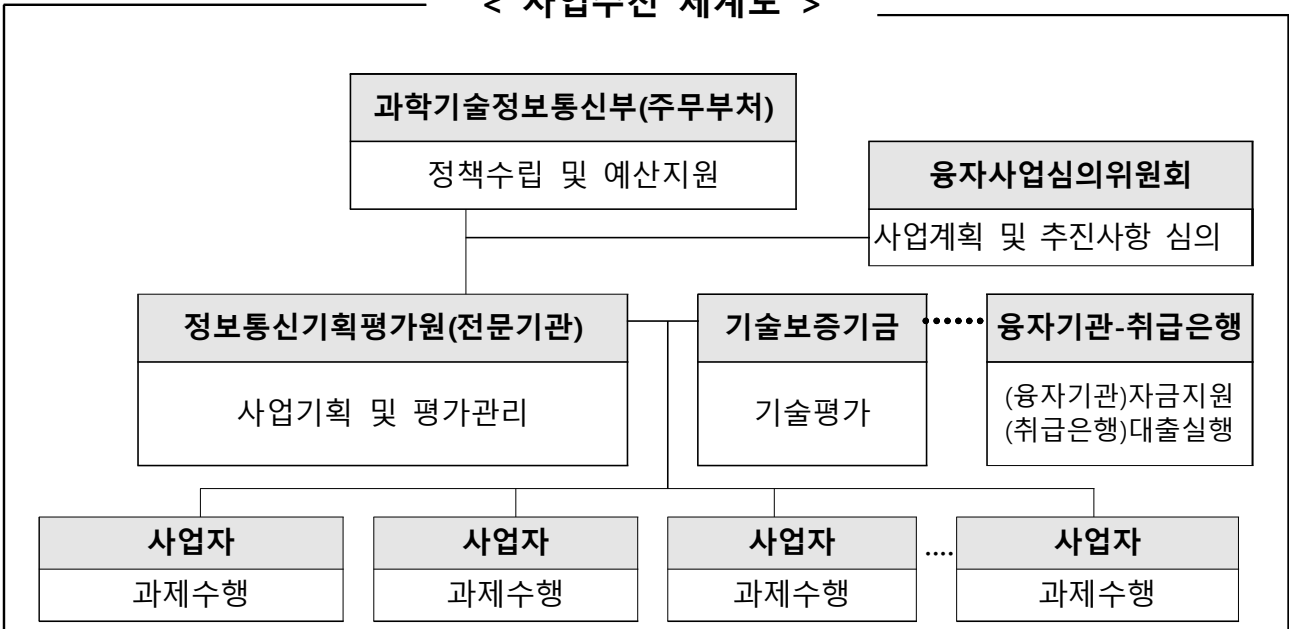 < 사업추진 체계도 >
과학기술정보통신부(주무부처)
정책수립 및 예산지원
융자사업심의위원회
사업계획 및 추진사항 심의
정보통신기획평가원(전문기관)
사업기획 및 평가관리
기술보증기금
기술평가
융자기관-취급은행
(융자기관)자금지원
(취급은행)대출실행
사업자
과제수행
사업자
과제수행
사업자
과제수행
....
사업자
과제수행